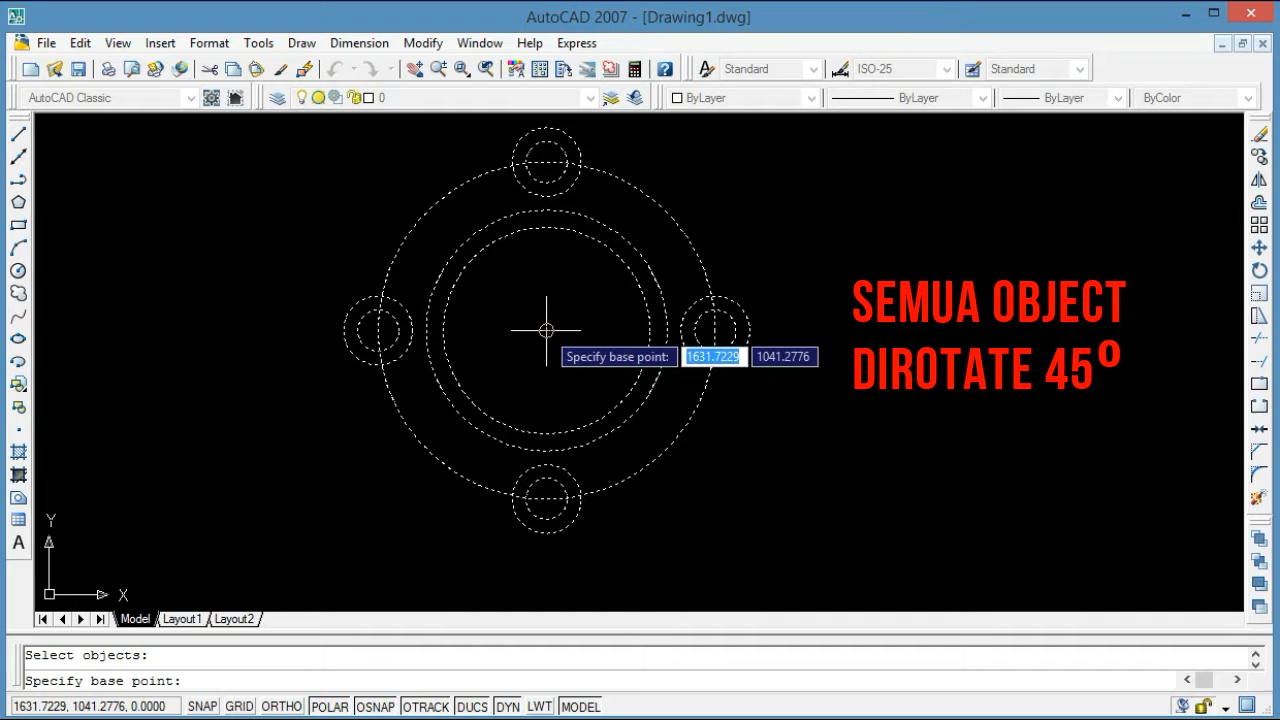 AutoCAD 2007 - [Drawing1.dwg]
File Edit View Insert Format Tools Draw Dimension Modify Window Help Express
Standard ISO-25 Standard
AutoCAD Classic 0 ByLayer ByLayer ByLayer ByColor
SEMUA OBJECT
DIROTATE 45º
Specify base point: 1631.7229 1041.2776
Y
X
Model Layout1 Layout2
Select objects:
Specify base point:
1631.7229, 1041.2776, 0.0000 SNAP GRID ORTHO POLAR OSNAP OTRACK DUCS DYN LWT MODEL